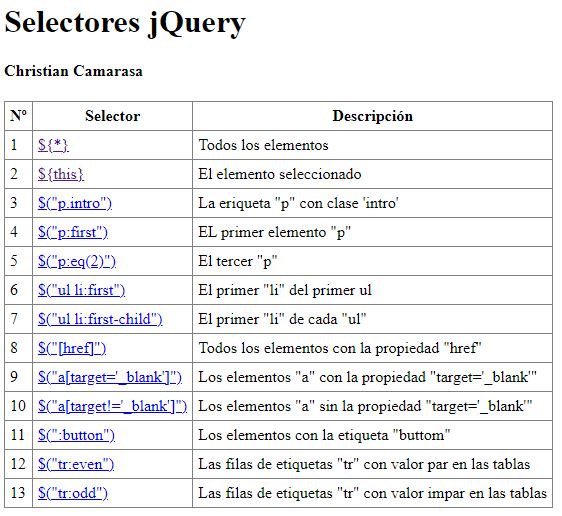 Selectores jQuery
Christian Camarasa
Nº Selector Descripción
1 ${*} Todos los elementos
2 ${this} El elemento seleccionado
3 $("p.intro") La eriqueta "p" con clase 'intro'
4 $("p:first") EL primer elemento "p"
5 $("p:eq(2)") El tercer "p"
6 $("ul li:first") El primer "li" del primer ul
7 $("ul li:first-child") El primer "li" de cada "ul"
8 $("[href]") Todos los elementos con la propiedad "href"
9 $("a[target='_blank']") Los elementos "a" con la propiedad "target='_blank'"
10 $("a[target!='_blank']") Los elementos "a" sin la propiedad "target='_blank'"
11 $(":button") Los elementos con la etiqueta "buttom"
12 $("tr:even") Las filas de etiquetas "tr" con valor par en las tablas
13 $("tr:odd") Las filas de etiquetas "tr" con valor impar en las tablas